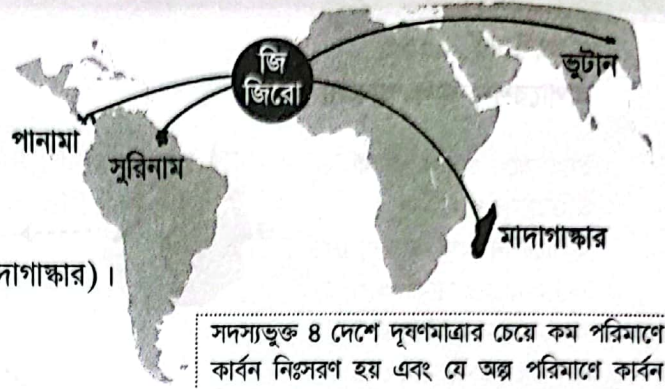 জি
জিরো
ভুটান
পানামা
সুরিনাম
মাদাগাস্কার
দাগাস্কার)।
সদস্যভুক্ত ৪ দেশে দূষণমাত্রার চেয়ে কম পরিমাণে
কার্বন নিঃসরণ হয় এবং যে অল্প পরিমাণে কার্বন